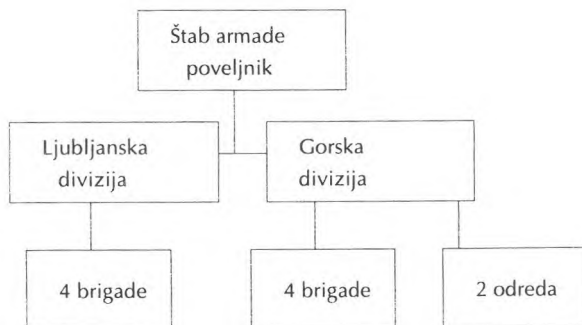 Štab armade
poveljnik
Ljubljanska
divizija
Gorska
divizija
4 brigade
4 brigade
2 odreda